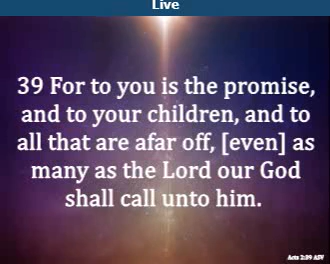 Live
39 For to you is the promise,
and to your children, and to
all that are afar off, [even] as
many as the Lord our God
shall call unto him.
Acts 2:39 ASV